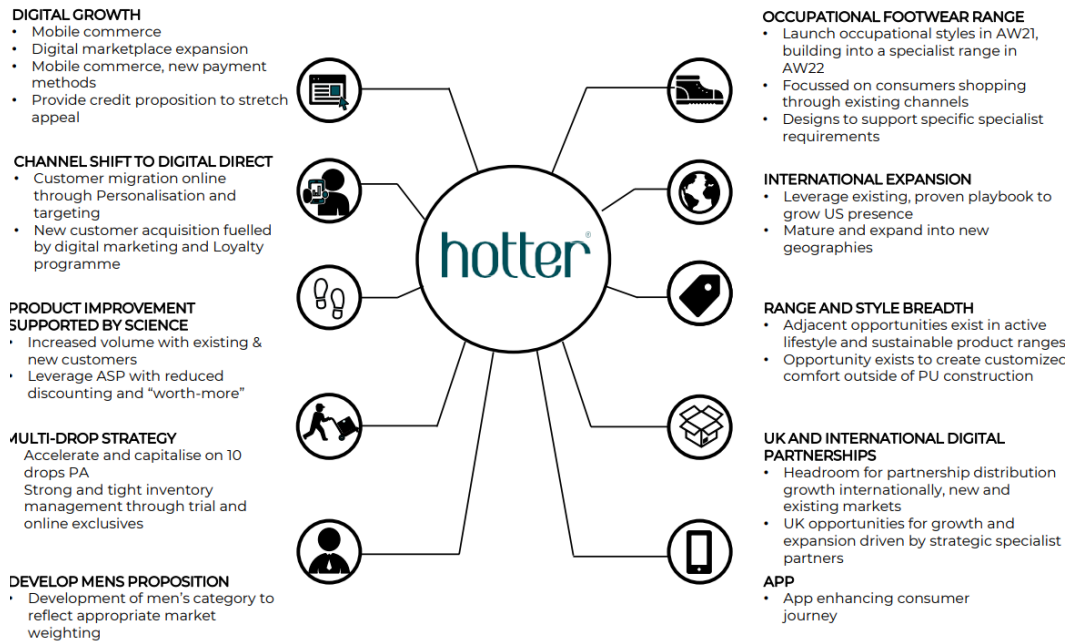 DIGITAL GROWTH
• Mobile commerce
• Digital marketplace expansion
• Mobile commerce, new payment
methods
• Provide credit proposition to stretch
appeal
CHANNEL SHIFT TO DIGITAL DIRECT
• Customer migration online
through Personalisation and
targeting
• New customer acquisition fuelled
by digital marketing and Loyalty
programme
PRODUCT IMPROVEMENT
SUPPORTED BY SCIENCE
• Increased volume with existing &
new customers
• Leverage ASP with reduced
discounting and “worth-more”
MULTI-DROP STRATEGY
Accelerate and capitalise on 10
drops PA
Strong and tight inventory
management through trial and
online exclusives
DEVELOP MENS PROPOSITION
• Development of men’s category to
reflect appropriate market
weighting
hotter®
OCCUPATIONAL FOOTWEAR RANGE
• Launch occupational styles in AW21,
building into a specialist range in
AW22
• Focussed on consumers shopping
through existing channels
• Designs to support specific specialist
requirements
INTERNATIONAL EXPANSION
• Leverage existing, proven playbook to
grow US presence
• Mature and expand into new
geographies
RANGE AND STYLE BREADTH
• Adjacent opportunities exist in active
lifestyle and sustainable product ranges
• Opportunity exists to create customized
comfort outside of PU construction
UK AND INTERNATIONAL DIGITAL
PARTNERSHIPS
• Headroom for partnership distribution
growth internationally, new and
existing markets
• UK opportunities for growth and
expansion driven by strategic specialist
partners
APP
• App enhancing consumer
journey